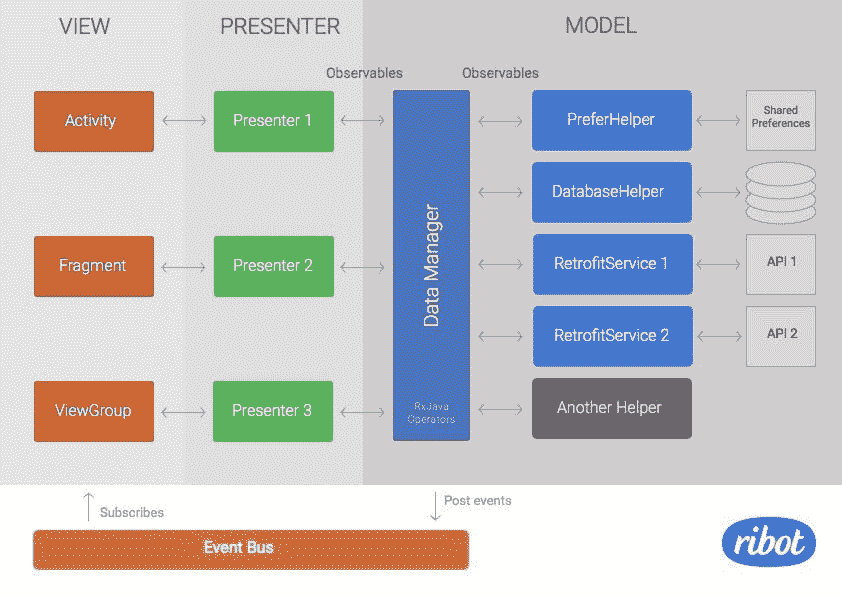 VIEW
PRESENTER
MODEL
Observables
Observables
Activity
Presenter 1
PreferHelper
Shared
Preferences
DatabaseHelper
Fragment
Presenter 2
Data Manager
RetrofitService 1
API 1
RetrofitService 2
API 2
ViewGroup
Presenter 3
RxJava
Operators
Another Helper
Subscribes
Post events
Event Bus
ribot